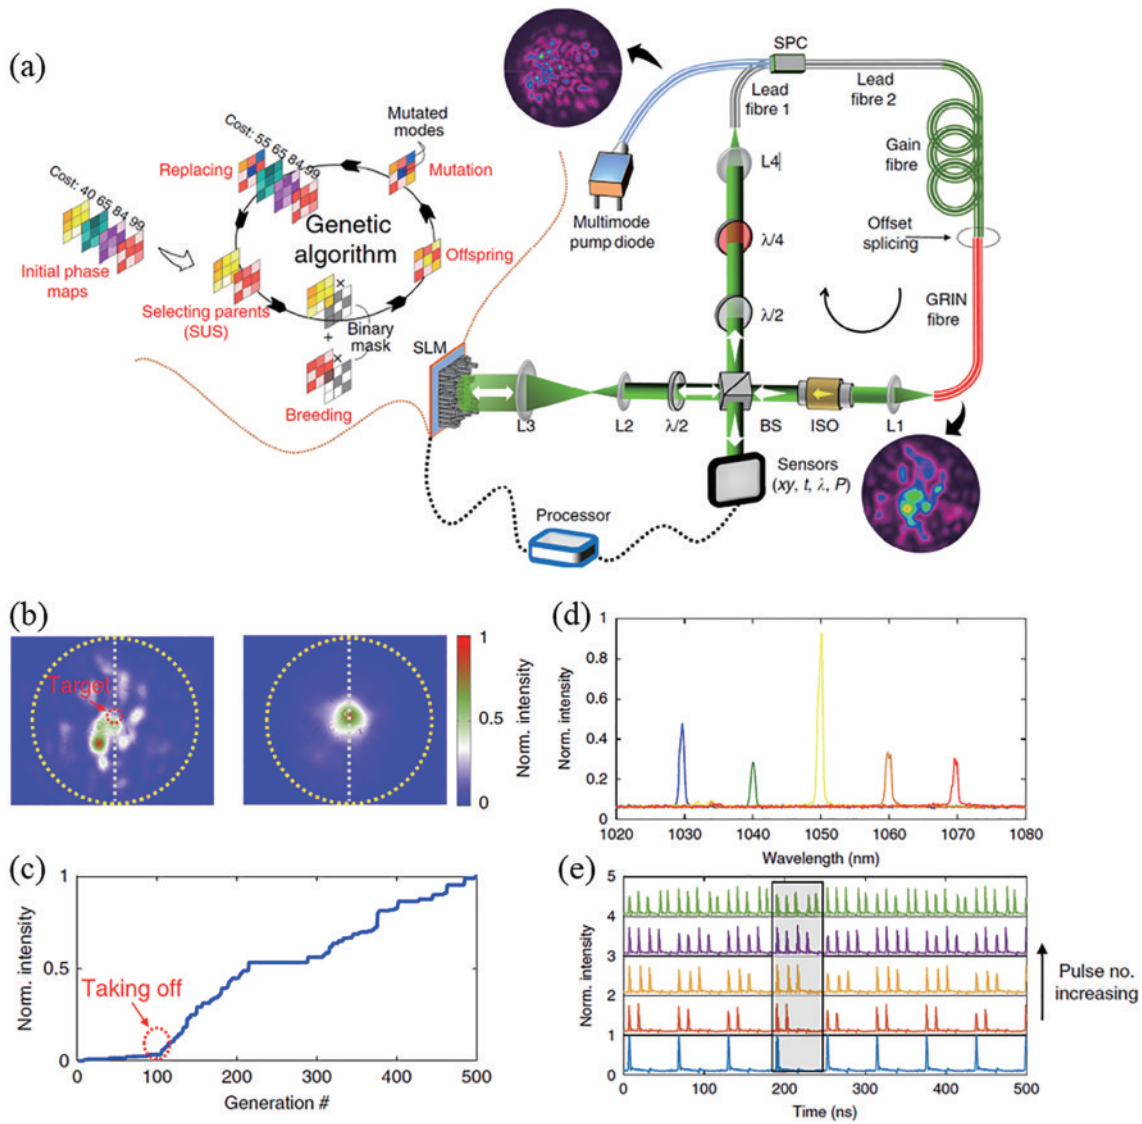 (a)
Cost: 55 65 84 99
Replacing
Mutated
modes
Mutation
Cost: 40 65 84 99
Initial phase
maps
Genetic
algorithm
Offspring
Selecting parents
(SUS)
Binary
mask
+
Breeding
SPC
Lead
fibre 1
Lead
fibre 2
Gain
fibre
Multimode
pump diode
L4
λ/4
Offset
splicing
GRIN
fibre
λ/2
SLM
L3
L2
λ/2
BS
ISO
L1
Sensors
(xy, t, λ, P)
Processor
(b)
Target
1
0.5
0
Norm. intensity
(c)
1
0.5
0
Norm. intensity
Taking off
0
100
200
300
400
500
Generation #
(d)
1
0.8
0.6
0.4
0.2
0
Norm. intensity
1020
1030
1040
1050
1060
1070
1080
Wavelength (nm)
(e)
5
4
3
2
1
0
Norm. intensity
Pulse no.
increasing
0
100
200
300
400
500
Time (ns)